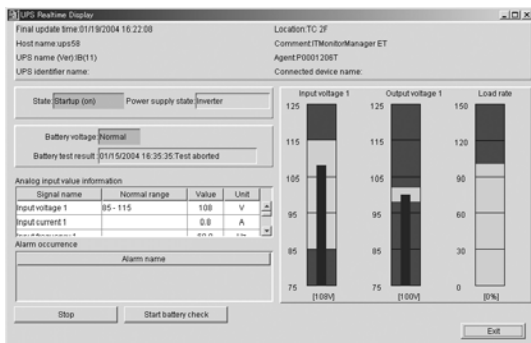 UPS Realtime Display
Final update time:01/19/2004 16:22:08
Location:TC 2F
Host name:ups58
Comment:ITMonitorManager ET
UPS name (Ver):IB(11)
Agent:P0001206T
UPS identifier name:
Connected device name:
State: Startup (on) Power supply state: Inverter
Battery voltage: Normal
Battery test result: 01/15/2004 16:35:35:Test aborted
Analog input value information
Signal name Normal range Value Unit
Input voltage 1 85 - 115 108 V
Input current 1 0.8 A
Alarm occurrence
Alarm name
Stop
Start battery check
Input voltage 1 Output voltage 1 Load rate
125 125 150
115 115 120
105 105 90
95 95 60
85 85 30
75 75 0
[108V] [100V] [0%]
Exit